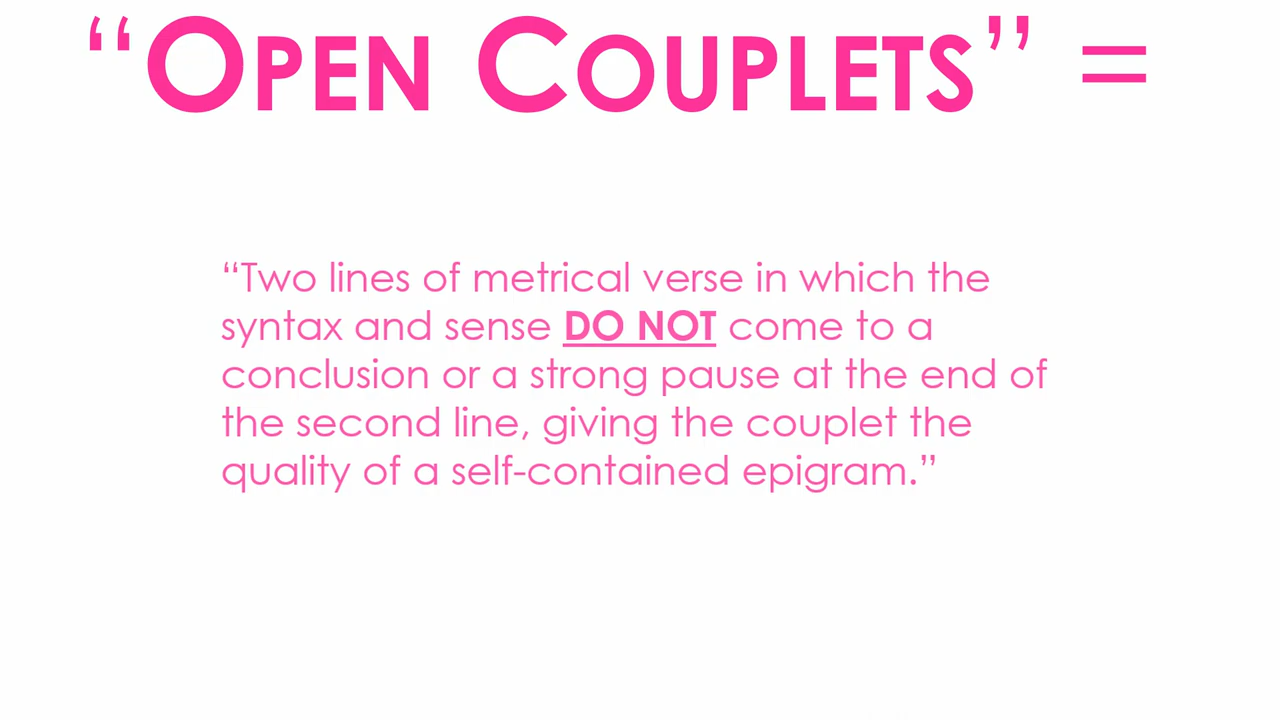 “OPEN COUPLETS” =
“Two lines of metrical verse in which the
syntax and sense DO NOT come to a
conclusion or a strong pause at the end of
the second line, giving the couplet the
quality of a self-contained epigram.”